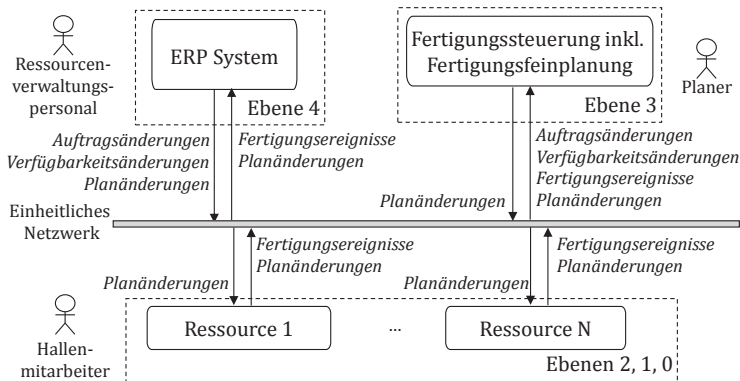 Ressourcen-
verwaltungs-
personal
ERP System
Ebene 4
Fertigungssteuerung inkl.
Fertigungsfeinplanung
Ebene 3
Planer
Auftragsänderungen
Verfügbarkeitsänderungen
Planänderungen
Fertigungsereignisse
Planänderungen
Planänderungen
Auftragsänderungen
Verfügbarkeitsänderungen
Fertigungsereignisse
Planänderungen
Einheitliches
Netzwerk
Planänderungen
Fertigungsereignisse
Planänderungen
Planänderungen
Fertigungsereignisse
Planänderungen
Hallen-
mitarbeiter
Ressource 1
...
Ressource N
Ebenen 2, 1, 0